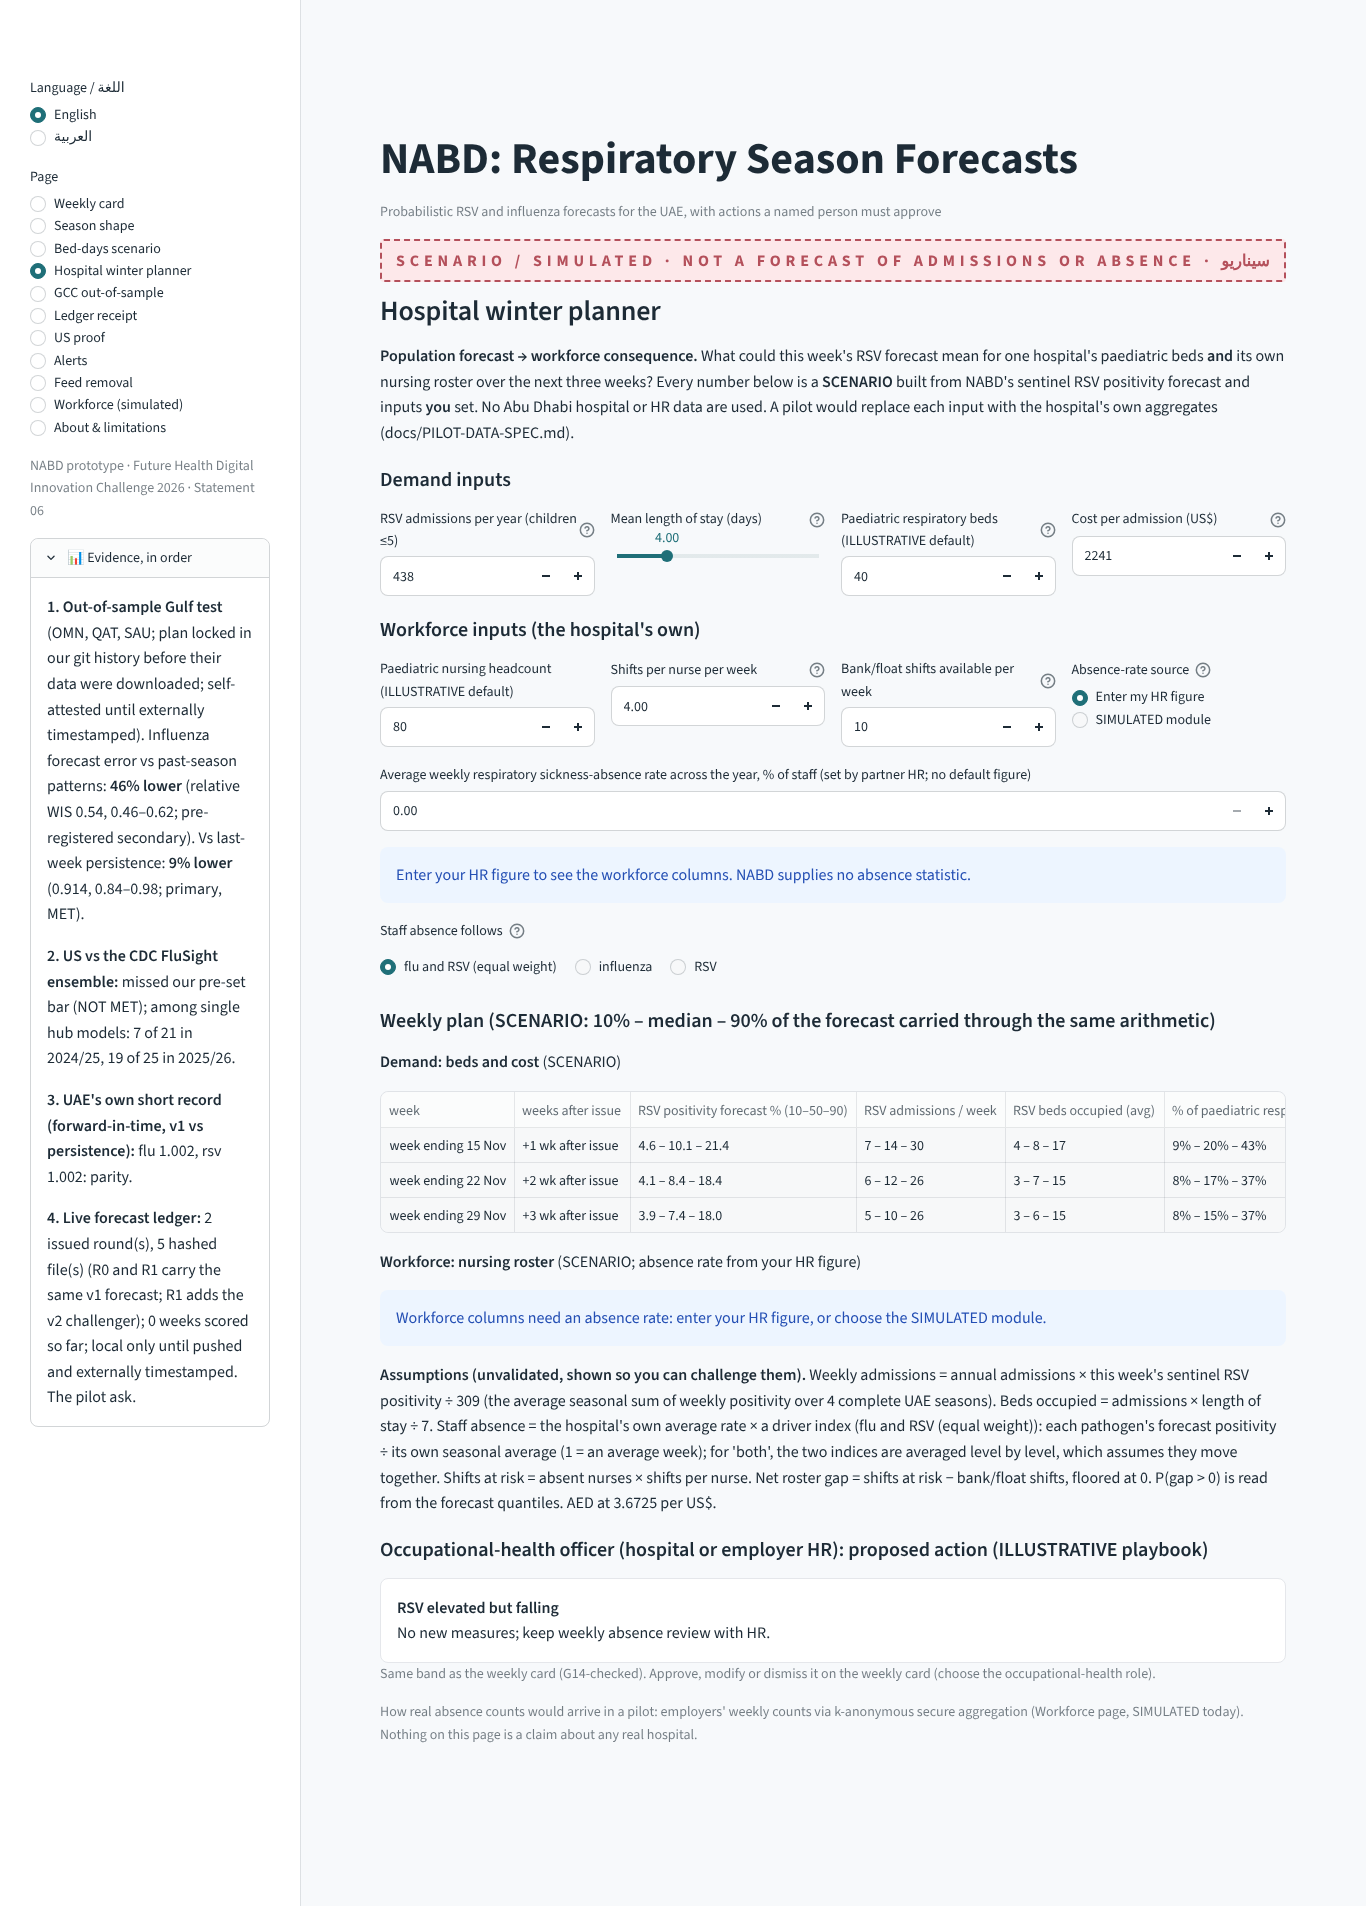 Language / اللغة
English
العربية
Page
Weekly card
Season shape
Bed-days scenario
Hospital winter planner
GCC out-of-sample
Ledger receipt
US proof
Alerts
Feed removal
Workforce (simulated)
About & limitations
NABD prototype · Future Health Digital
Innovation Challenge 2026 · Statement
06
📊 Evidence, in order
1. Out-of-sample Gulf test
(OMN, QAT, SAU; plan locked in
our git history before their
data were downloaded; self-
attested until externally
timestamped). Influenza
forecast error vs past-season
patterns: 46% lower (relative
WIS 0.54, 0.46–0.62; pre-
registered secondary). Vs last-
week persistence: 9% lower
(0.914, 0.84–0.98; primary,
MET).
2. US vs the CDC FluSight
ensemble: missed our pre-set
bar (NOT MET); among single
hub models: 7 of 21 in
2024/25, 19 of 25 in 2025/26.
3. UAE's own short record
(forward-in-time, v1 vs
persistence): flu 1.002, rsv
1.002: parity.
4. Live forecast ledger: 2
issued round(s), 5 hashed
file(s) (R0 and R1 carry the
same v1 forecast; R1 adds the
v2 challenger); 0 weeks scored
so far; local only until pushed
and externally timestamped.
The pilot ask.
NABD: Respiratory Season Forecasts
Probabilistic RSV and influenza forecasts for the UAE, with actions a named person must approve
SCENARIO / SIMULATED · NOT A FORECAST OF ADMISSIONS OR ABSENCE · سيناريو
Hospital winter planner
Population forecast → workforce consequence. What could this week's RSV forecast mean for one hospital's paediatric beds and its own
nursing roster over the next three weeks? Every number below is a SCENARIO built from NABD's sentinel RSV positivity forecast and
inputs you set. No Abu Dhabi hospital or HR data are used. A pilot would replace each input with the hospital's own aggregates
(docs/PILOT-DATA-SPEC.md).
Demand inputs
RSV admissions per year (children
≤5)
438
Mean length of stay (days)
4.00
Paediatric respiratory beds
(ILLUSTRATIVE default)
40
Cost per admission (US$)
2241
Workforce inputs (the hospital's own)
Paediatric nursing headcount
(ILLUSTRATIVE default)
80
Shifts per nurse per week
4.00
Bank/float shifts available per
week
10
Absence-rate source
Enter my HR figure
SIMULATED module
Average weekly respiratory sickness-absence rate across the year, % of staff (set by partner HR; no default figure)
0.00
Enter your HR figure to see the workforce columns. NABD supplies no absence statistic.
Staff absence follows
flu and RSV (equal weight) influenza RSV
Weekly plan (SCENARIO: 10% – median – 90% of the forecast carried through the same arithmetic)
Demand: beds and cost (SCENARIO)
week weeks after issue RSV positivity forecast % (10–50–90) RSV admissions / week RSV beds occupied (avg) % of paediatric resp
week ending 15 Nov +1 wk after issue 4.6 – 10.1 – 21.4 7 – 14 – 30 4 – 8 – 17 9% – 20% – 43%
week ending 22 Nov +2 wk after issue 4.1 – 8.4 – 18.4 6 – 12 – 26 3 – 7 – 15 8% – 17% – 37%
week ending 29 Nov +3 wk after issue 3.9 – 7.4 – 18.0 5 – 10 – 26 3 – 6 – 15 8% – 15% – 37%
Workforce: nursing roster (SCENARIO; absence rate from your HR figure)
Workforce columns need an absence rate: enter your HR figure, or choose the SIMULATED module.
Assumptions (unvalidated, shown so you can challenge them). Weekly admissions = annual admissions × this week's sentinel RSV
positivity ÷ 309 (the average seasonal sum of weekly positivity over 4 complete UAE seasons). Beds occupied = admissions × length of
stay ÷ 7. Staff absence = the hospital's own average rate × a driver index (flu and RSV (equal weight)): each pathogen's forecast positivity
÷ its own seasonal average (1 = an average week); for 'both', the two indices are averaged level by level, which assumes they move
together. Shifts at risk = absent nurses × shifts per nurse. Net roster gap = shifts at risk − bank/float shifts, floored at 0. P(gap > 0) is read
from the forecast quantiles. AED at 3.6725 per US$.
Occupational-health officer (hospital or employer HR): proposed action (ILLUSTRATIVE playbook)
RSV elevated but falling
No new measures; keep weekly absence review with HR.
Same band as the weekly card (G14-checked). Approve, modify or dismiss it on the weekly card (choose the occupational-health role).
How real absence counts would arrive in a pilot: employers' weekly counts via k-anonymous secure aggregation (Workforce page, SIMULATED today).
Nothing on this page is a claim about any real hospital.